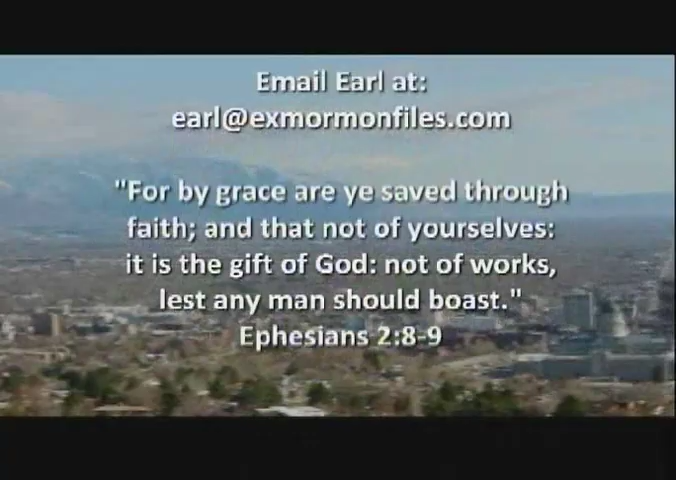 Email Earl at:
earl@exmormonfiles.com
"For by grace are ye saved through
faith; and that not of yourselves:
it is the gift of God: not of works,
lest any man should boast."
Ephesians 2:8-9